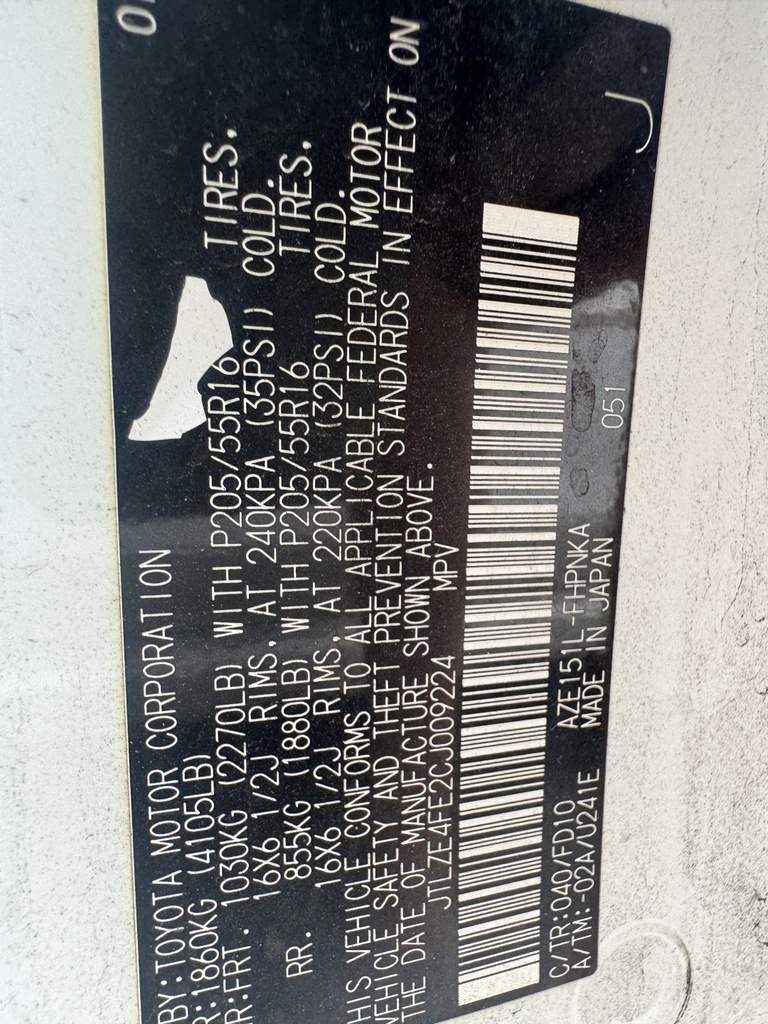 BY:TOYOTA MOTOR CORPORATION
R:1860KG (4105LB)
R:FRT. 1030KG (2270LB) WITH P205/55R16 TIRES,
16X6 1/2J RIMS, AT 240KPA (35PSI) COLD.
RR. 855KG (1880LB) WITH P205/55R16 TIRES,
16X6 1/2J RIMS, AT 220KPA (32PSI) COLD.
HIS VEHICLE CONFORMS TO ALL APPLICABLE FEDERAL MOTOR
VEHICLE SAFETY AND THEFT PREVENTION STANDARDS IN EFFECT ON
THE DATE OF MANUFACTURE SHOWN ABOVE.
JTLZE4FE2CJ009224 MPV
C/TR:040/FD10 AZE151L-FHPNKA
A/TM:-02A/U241E MADE IN JAPAN 051 J